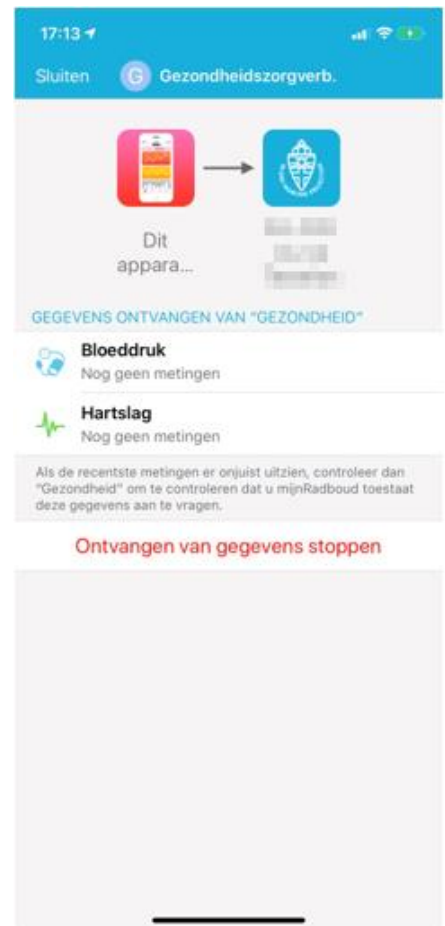 17:13
Sluiten
G
Gezondheidszorgverb.
Dit
appara...
GEGEVENS ONTVANGEN VAN "GEZONDHEID"
Bloeddruk
Nog geen metingen
Hartslag
Nog geen metingen
Als de recentste metingen er onjuist uitzien, controleer dan
"Gezondheid" om te controleren dat u mijnRadboud toestaat
deze gegevens aan te vragen.
Ontvangen van gegevens stoppen